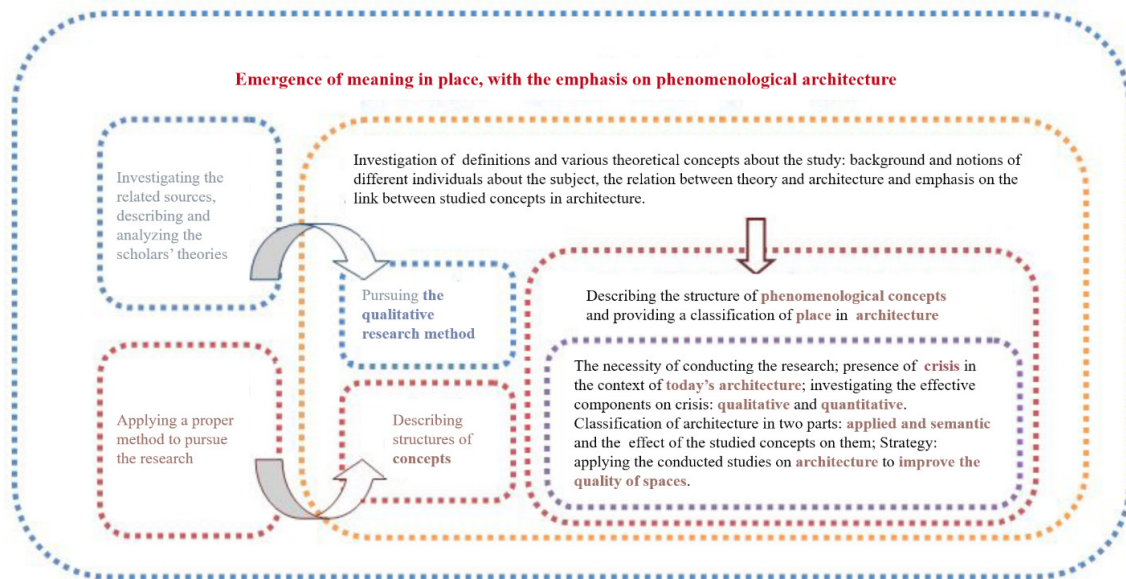 Emergence of meaning in place, with the emphasis on phenomenological architecture
Investigating the
related sources,
describing and
analyzing the
scholars' theories
Investigation of definitions and various theoretical concepts about the study: background and notions of
different individuals about the subject, the relation between theory and architecture and emphasis on the
link between studied concepts in architecture.
Pursuing the
qualitative
research method
Describing the structure of phenomenological concepts
and providing a classification of place in architecture
Applying a proper
method to pursue
the research
Describing
structures of
concepts
The necessity of conducting the research; presence of crisis in
the context of today's architecture; investigating the effective
components on crisis: qualitative and quantitative.
Classification of architecture in two parts: applied and semantic
and the effect of the studied concepts on them; Strategy:
applying the conducted studies on architecture to improve the
quality of spaces.